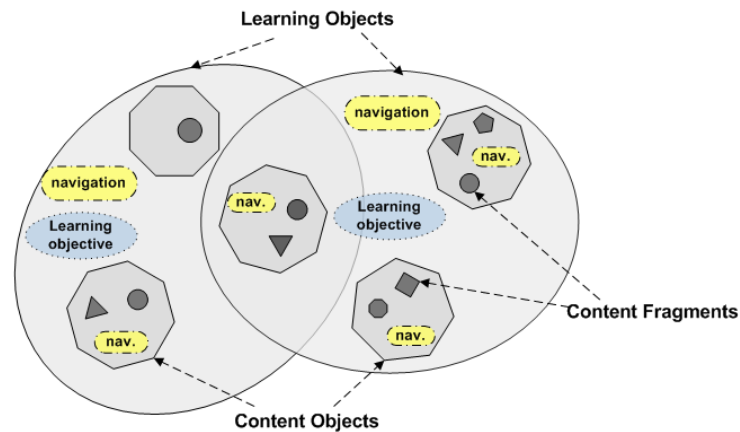 Learning Objects
navigation
nav.
navigation
nav.
Learning
objective
Learning
objective
Content Fragments
nav.
nav.
Content Objects